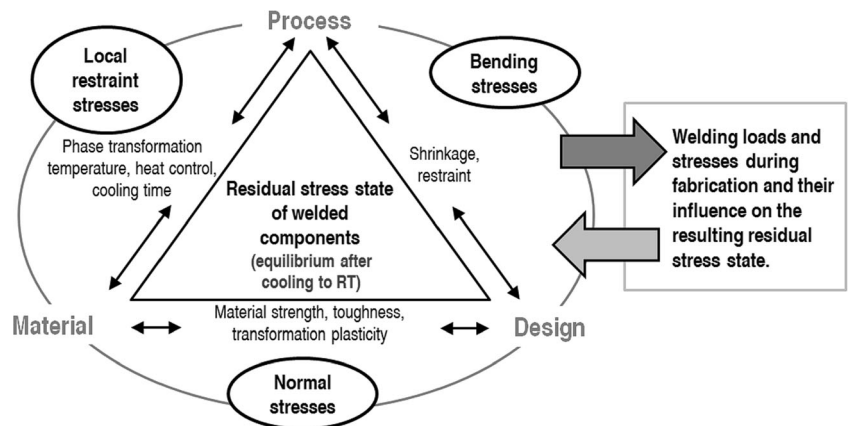 Process
Local
restraint
stresses
Bending
stresses
Phase transformation
temperature, heat control,
cooling time
Shrinkage,
restraint
Residual stress state
of welded
components
(equilibrium after
cooling to RT)
Welding loads and
stresses during
fabrication and their
influence on the
resulting residual
stress state.
Material
Material strength, toughness,
transformation plasticity
Design
Normal
stresses